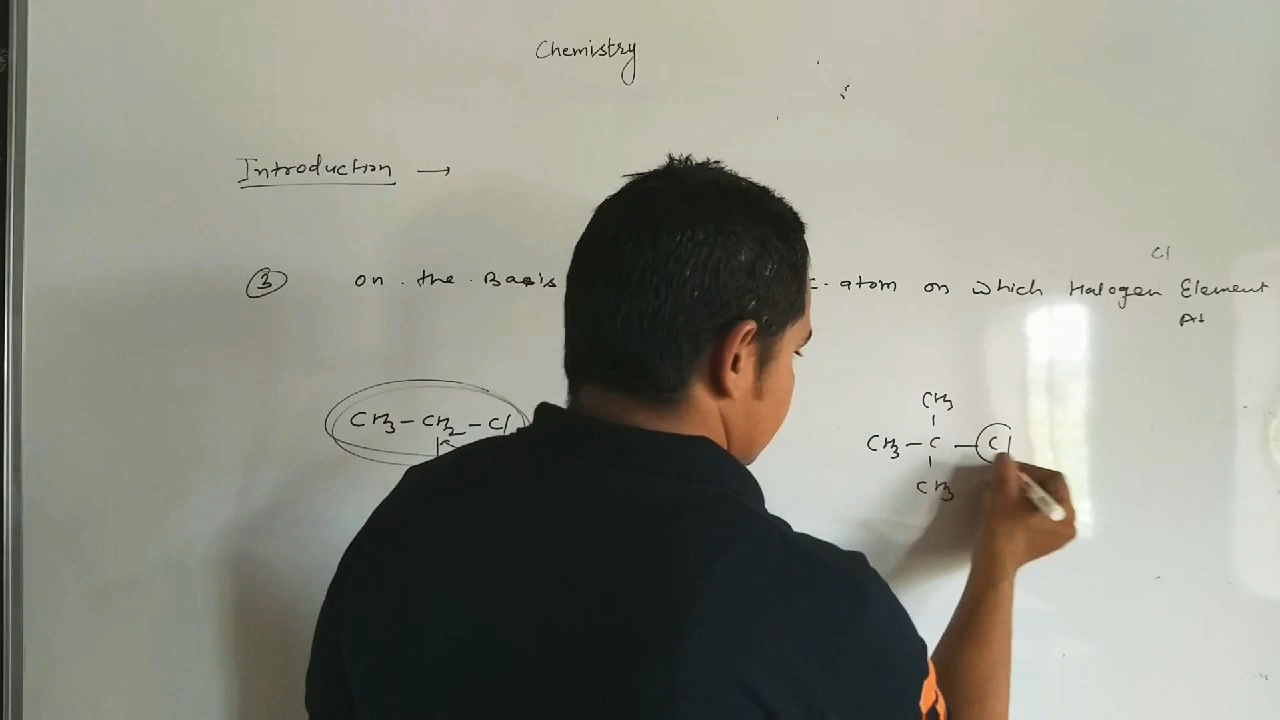 Chemistry
Introduction →
Cl
③ on. the. Basis C. atom on which Halogen Element
At
CH3
CH3 - CH2 - Cl
CH3 - C - Cl
CH3